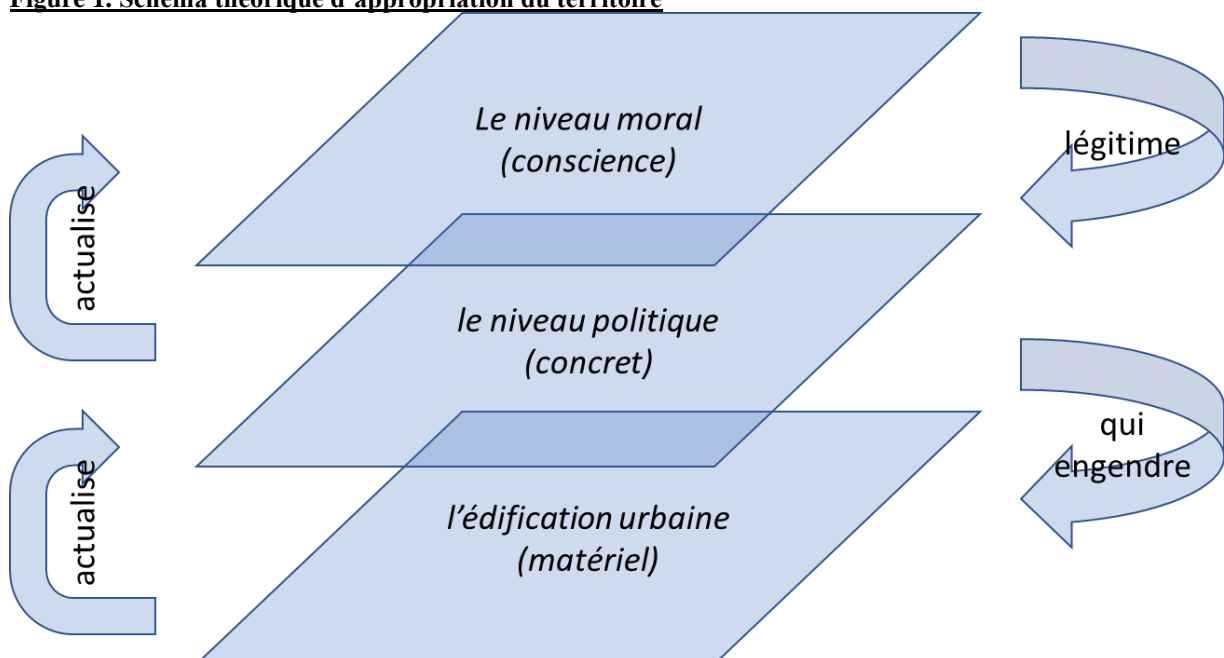 Figure 1. Schéma théorique d'appropriation du territoire
Le niveau moral
(conscience)
légitime
actualise
le niveau politique
(concret)
qui
engendre
actualise
l'édification urbaine
(matériel)